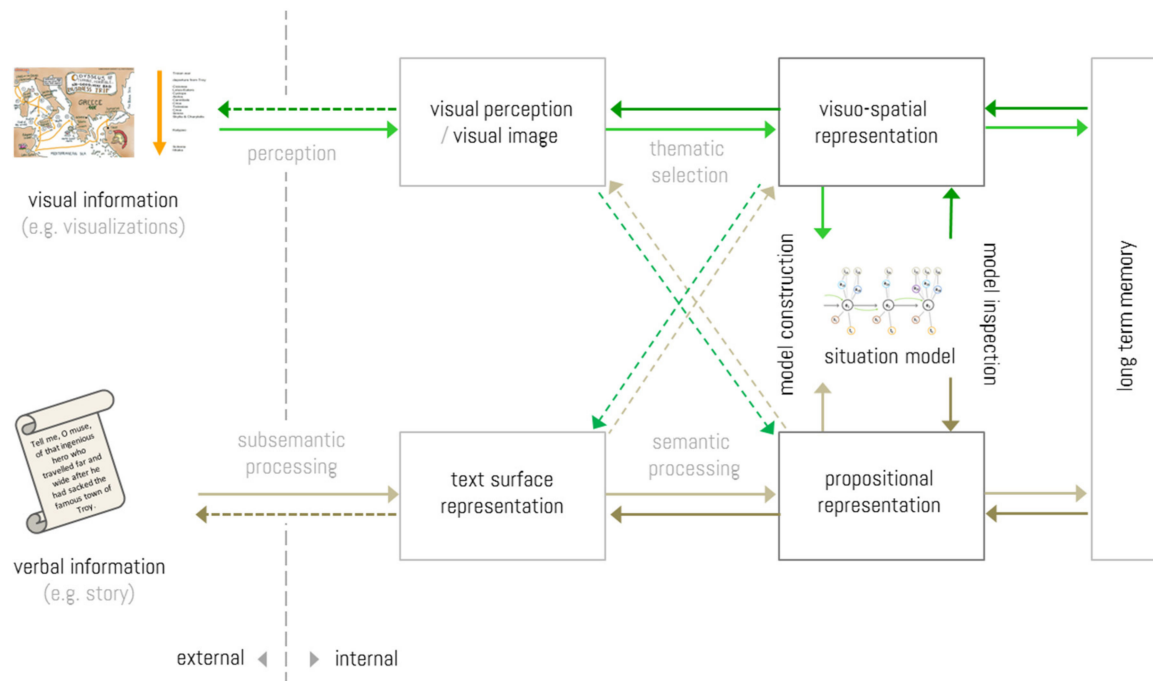 ODYSSEUS
GREECE
visual information
(e.g. visualizations)
perception
visual perception
/ visual image
thematic
selection
visuo-spatial
representation
model construction
situation model
model inspection
long term memory
Tell me, O muse,
of that ingenious
hero who
travelled far and
wide after he
had sacked the
famous town of
Troy.
verbal information
(e.g. story)
subsemantic
processing
text surface
representation
semantic
processing
propositional
representation
external
internal